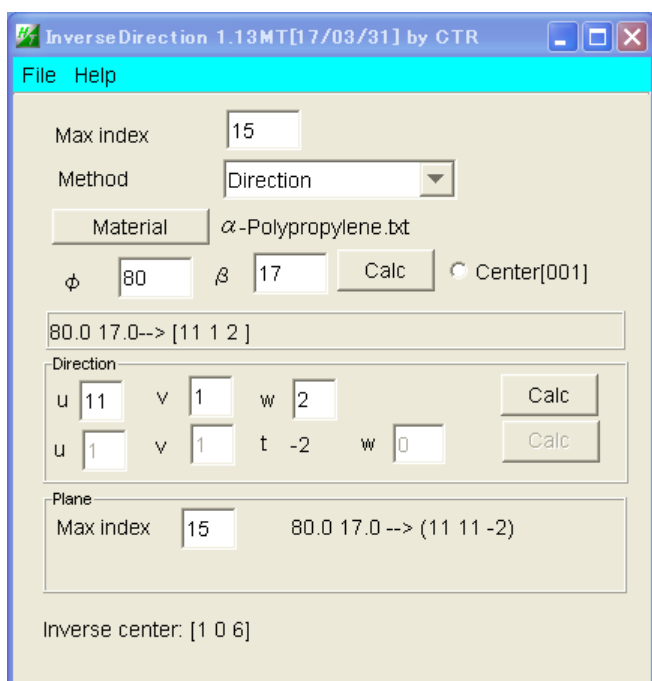 InverseDirection 1.13MT[17/03/31] by CTR
File Help
Max index 15
Method Direction
Material α-Polypropylene.txt
ϕ 80 β 17 Calc Center[001]
80.0 17.0--> [11 1 2 ]
Direction
u 11 v 1 w 2 Calc
u 1 v 1 t -2 w 0 Calc
Plane
Max index 15 80.0 17.0 --> (11 11 -2)
Inverse center: [1 0 6]